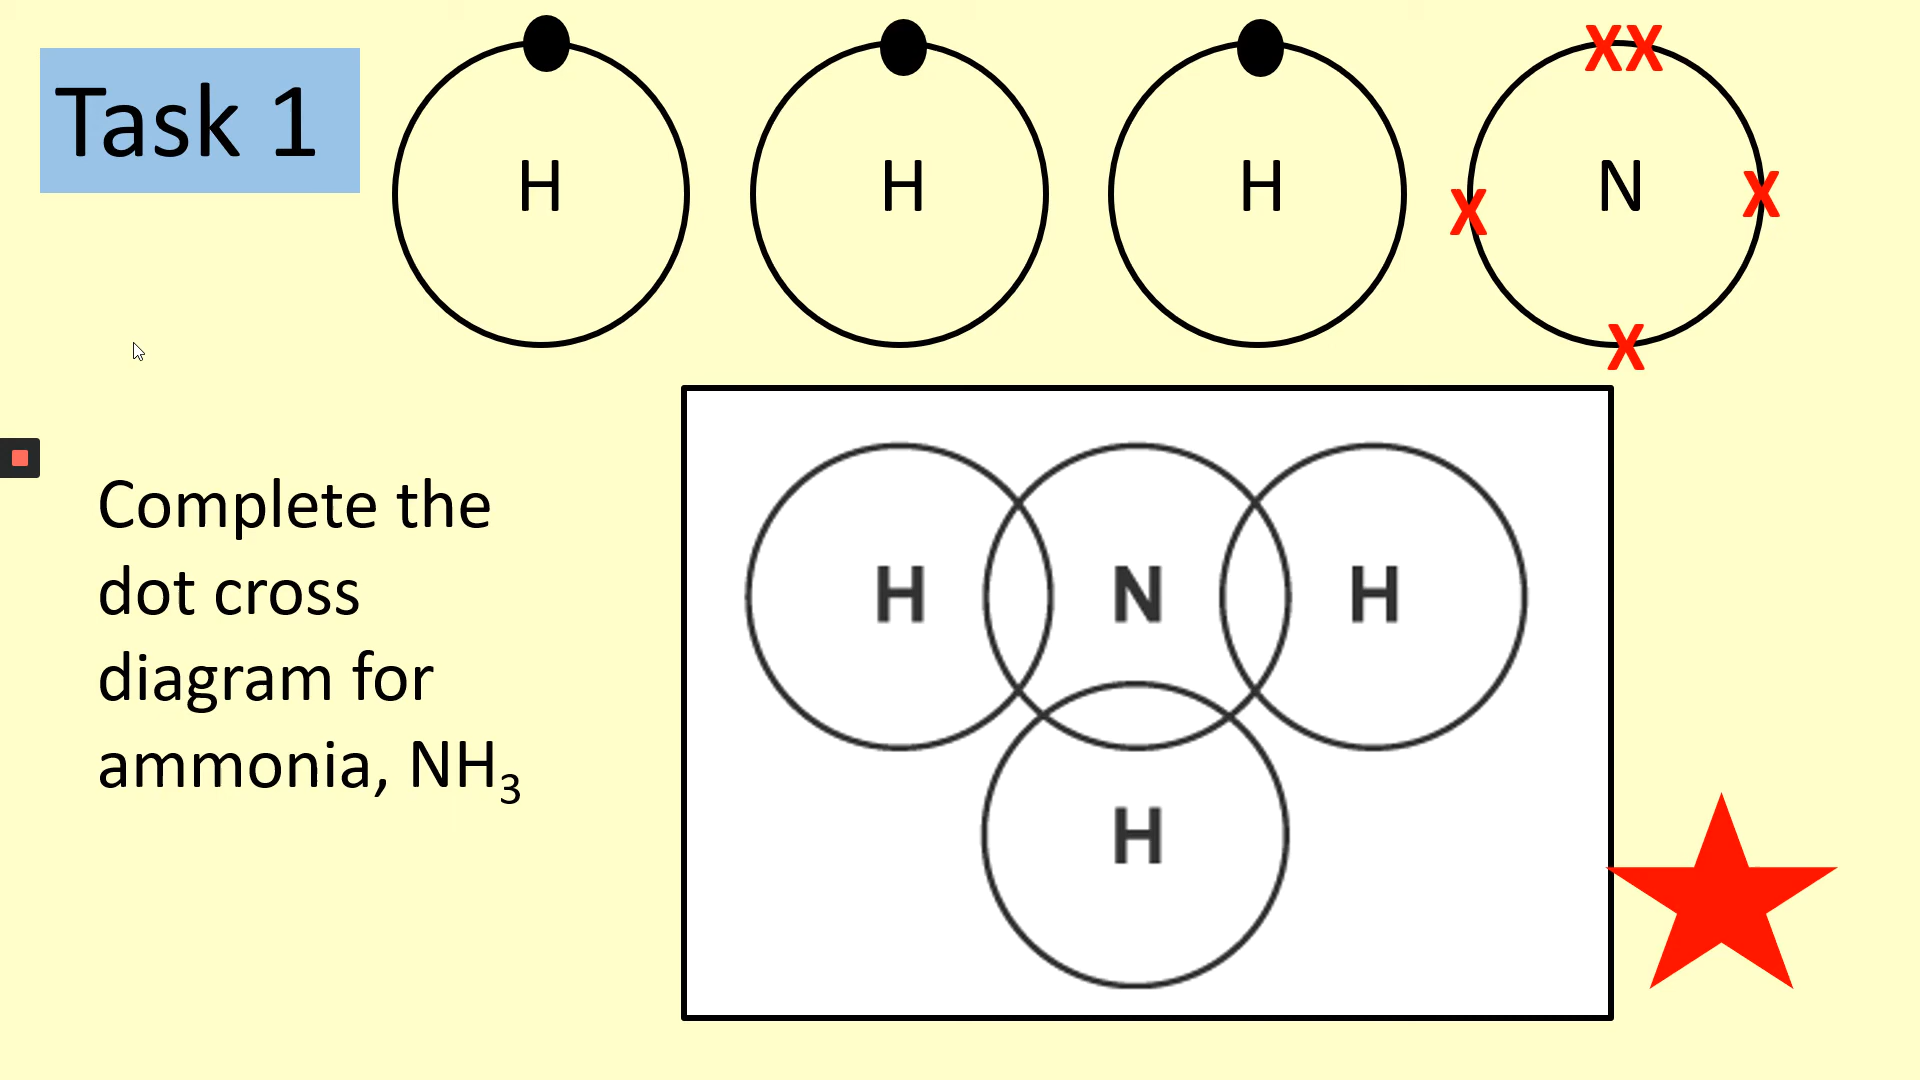 Task 1
H H H N
XX
X X
X
Complete the
dot cross
diagram for
ammonia, NH₃
H N H
H